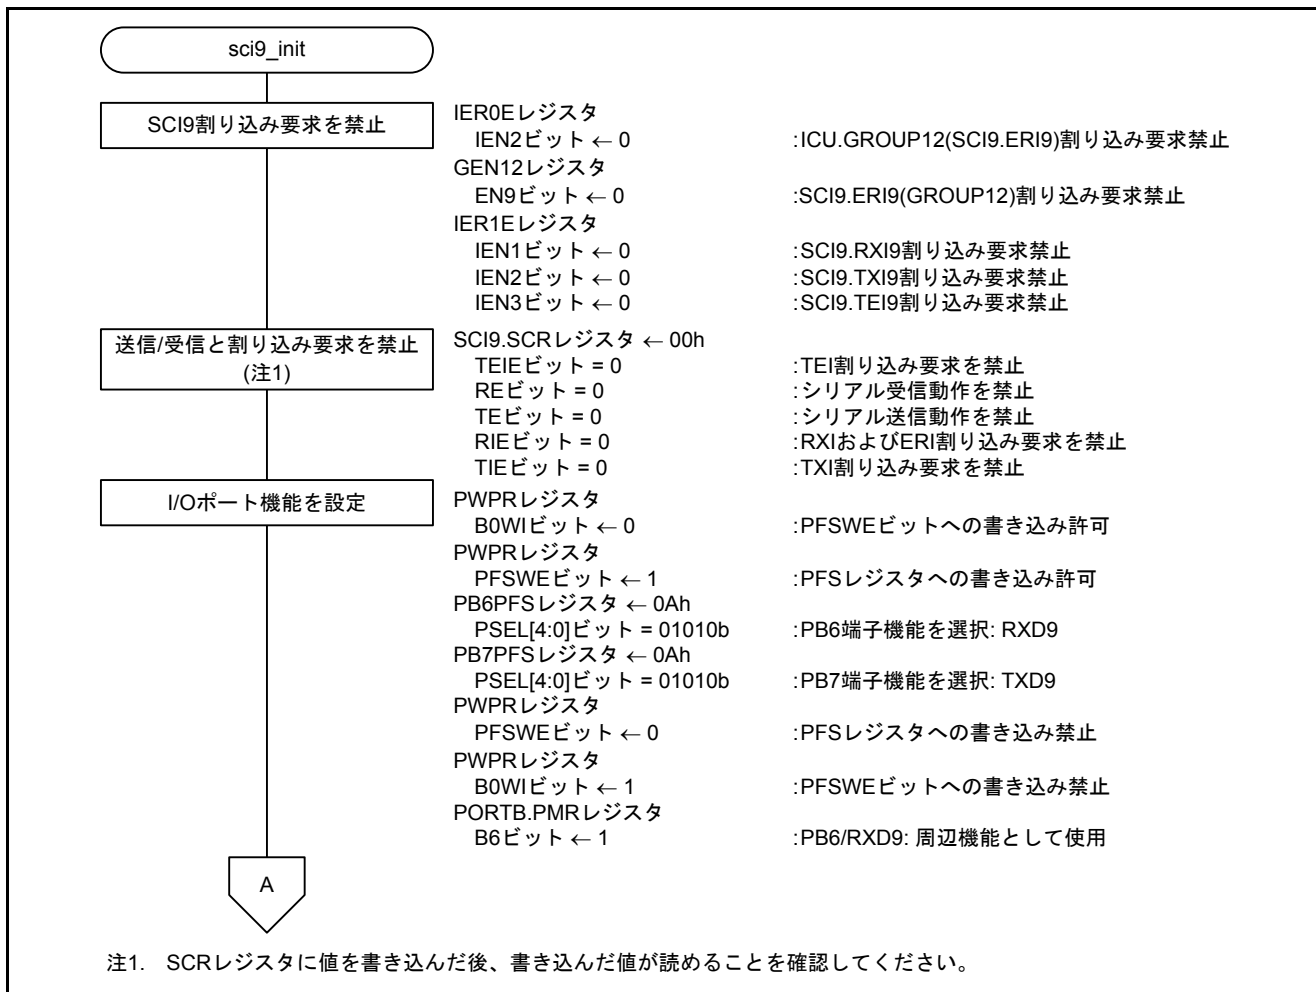 sci9_init
SCI9割り込み要求を禁止
IER0Eレジスタ
IEN2ビット ← 0 :ICU.GROUP12(SCI9.ERI9)割り込み要求禁止
GEN12レジスタ
EN9ビット ← 0 :SCI9.ERI9(GROUP12)割り込み要求禁止
IER1Eレジスタ
IEN1ビット ← 0 :SCI9.RXI9割り込み要求禁止
IEN2ビット ← 0 :SCI9.TXI9割り込み要求禁止
IEN3ビット ← 0 :SCI9.TEI9割り込み要求禁止
送信/受信と割り込み要求を禁止
(注1)
SCI9.SCRレジスタ ← 00h
TEIEビット = 0 :TEI割り込み要求を禁止
REビット = 0 :シリアル受信動作を禁止
TEビット = 0 :シリアル送信動作を禁止
RIEビット = 0 :RXIおよびERI割り込み要求を禁止
TIEビット = 0 :TXI割り込み要求を禁止
I/Oポート機能を設定
PWPRレジスタ
B0WIビット ← 0 :PFSWEビットへの書き込み許可
PWPRレジスタ
PFSWEビット ← 1 :PFSレジスタへの書き込み許可
PB6PFSレジスタ ← 0Ah
PSEL[4:0]ビット = 01010b :PB6端子機能を選択: RXD9
PB7PFSレジスタ ← 0Ah
PSEL[4:0]ビット = 01010b :PB7端子機能を選択: TXD9
PWPRレジスタ
PFSWEビット ← 0 :PFSレジスタへの書き込み禁止
PWPRレジスタ
B0WIビット ← 1 :PFSWEビットへの書き込み禁止
PORTB.PMRレジスタ
B6ビット ← 1 :PB6/RXD9: 周辺機能として使用
A
注1. SCRレジスタに値を書き込んだ後、書き込んだ値が読めることを確認してください。